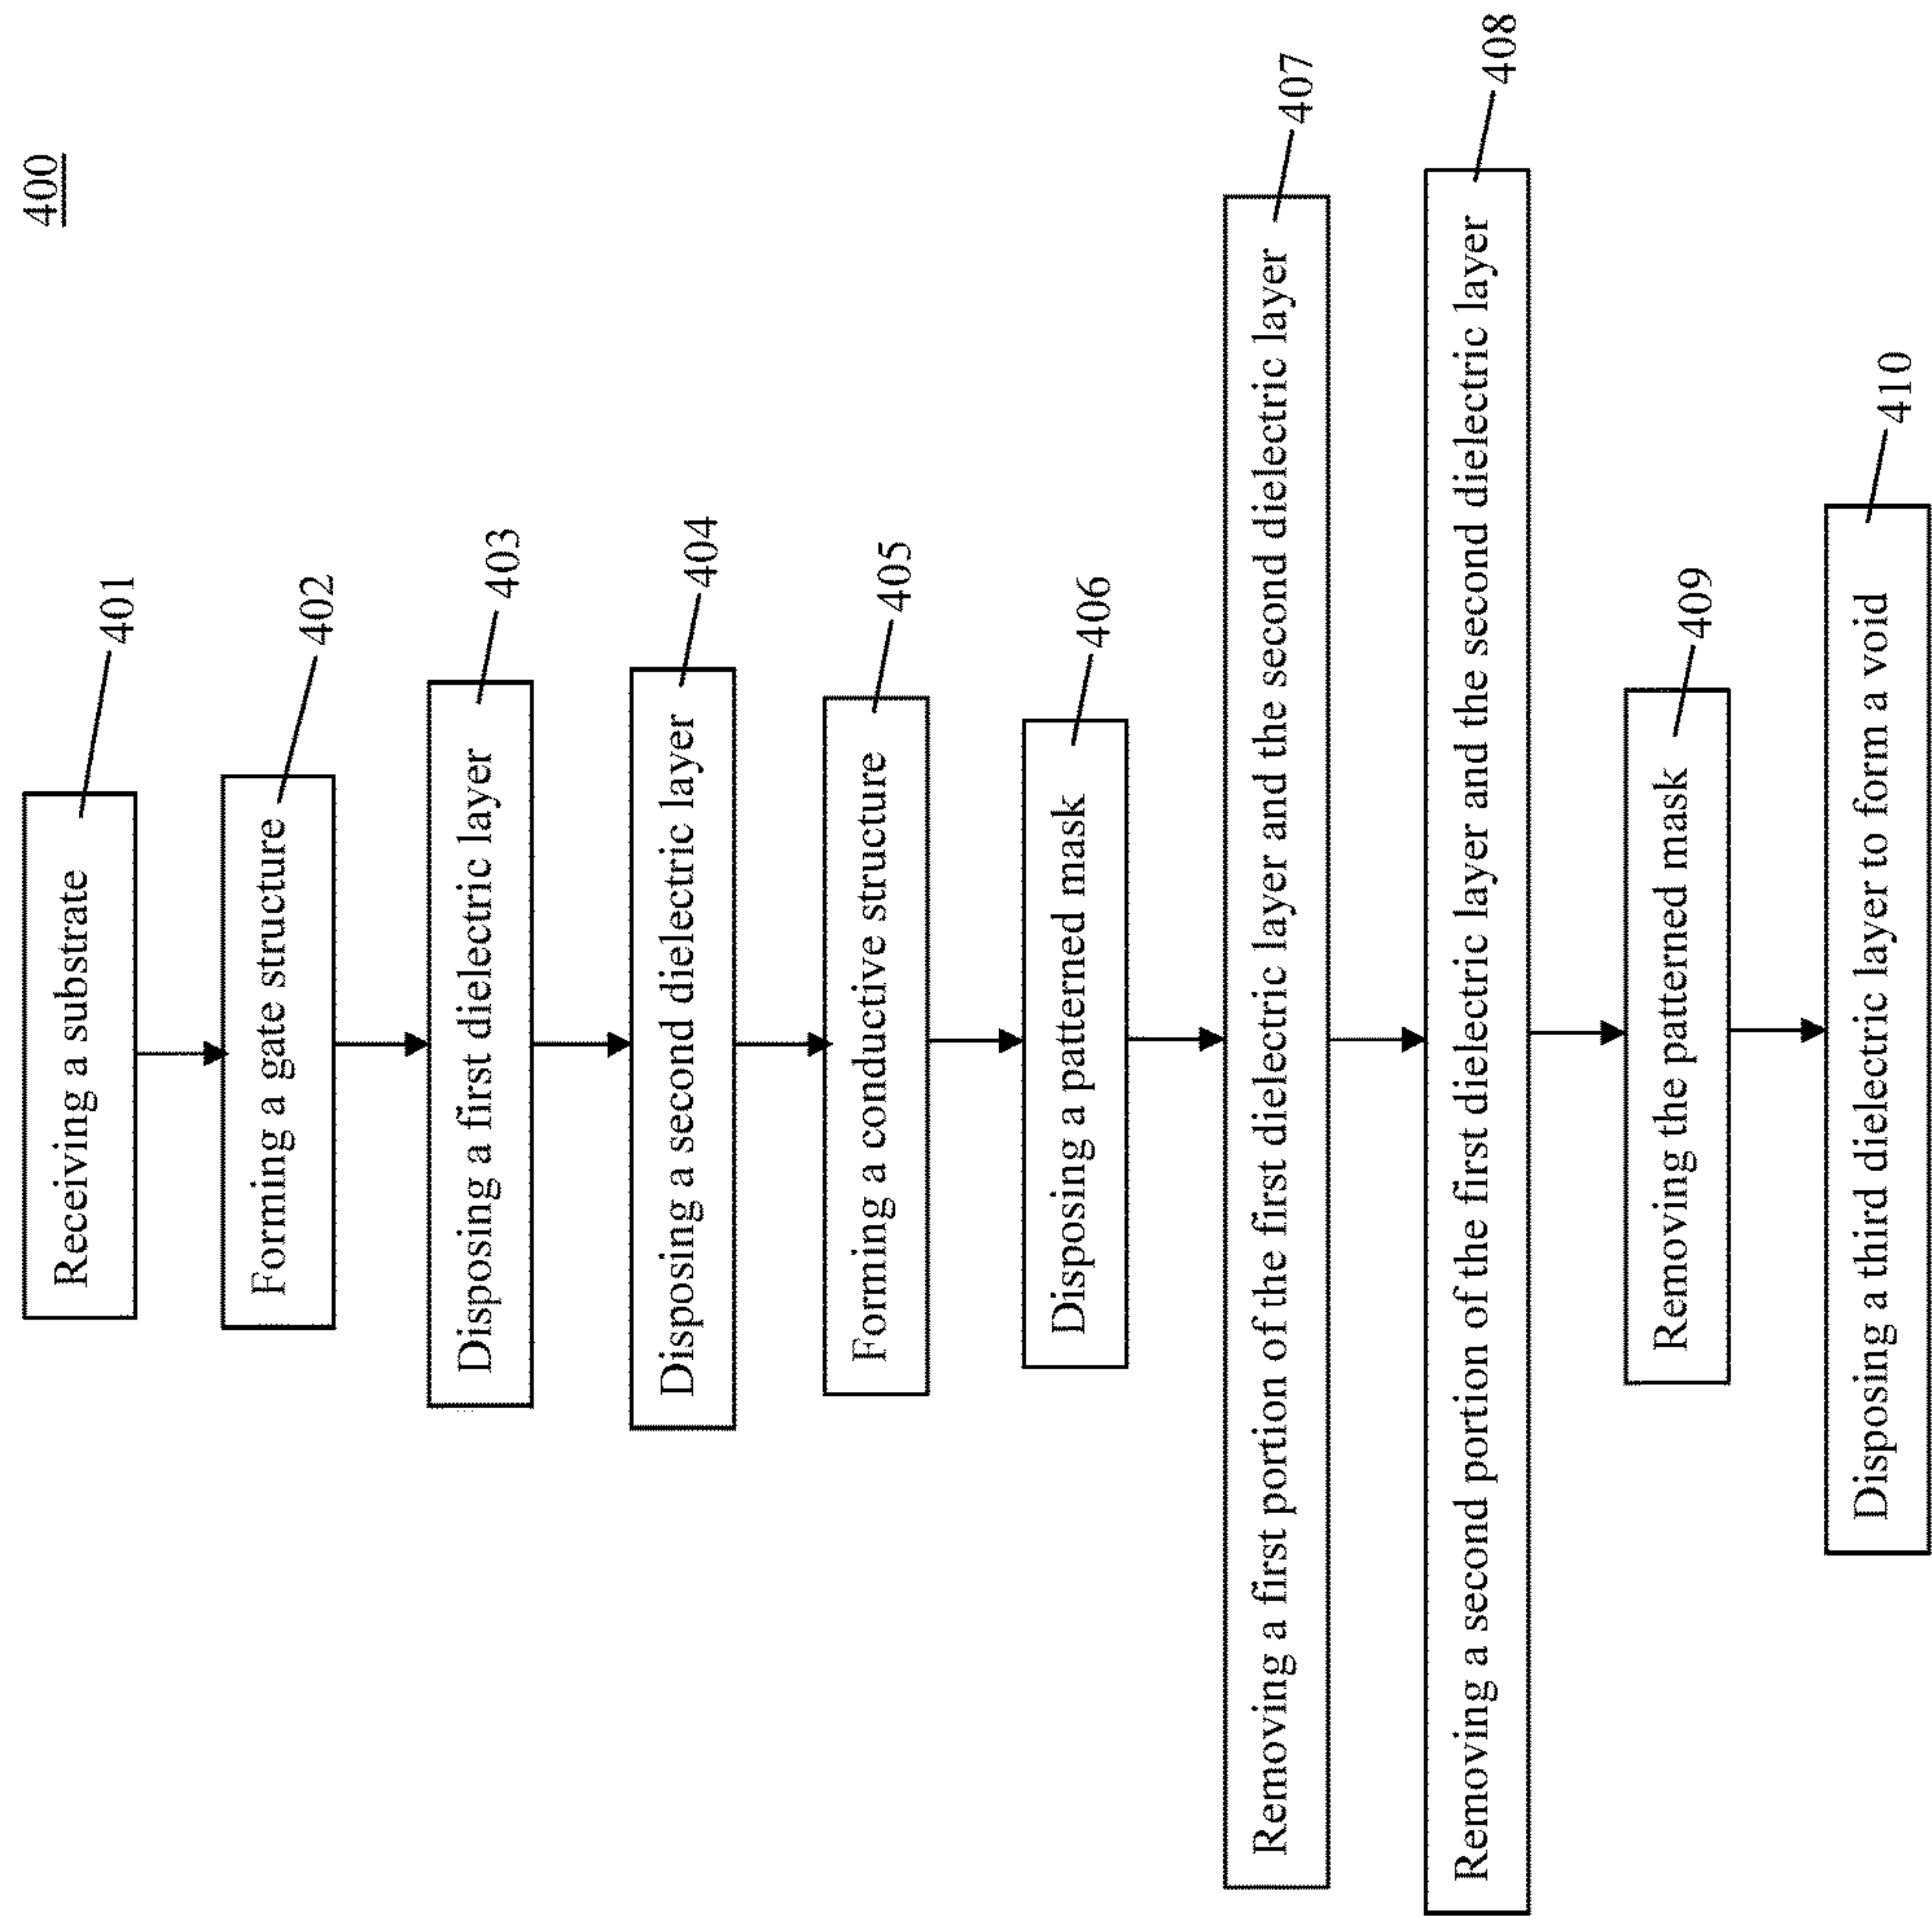 400
Receiving a substrate
401
Forming a gate structure
402
Disposing a first dielectric layer
403
Disposing a second dielectric layer
404
Forming a conductive structure
405
Disposing a patterned mask
406
Removing a first portion of the first dielectric layer and the second dielectric layer
407
Removing a second portion of the first dielectric layer and the second dielectric layer
408
Removing the patterned mask
409
Disposing a third dielectric layer to form a void
410